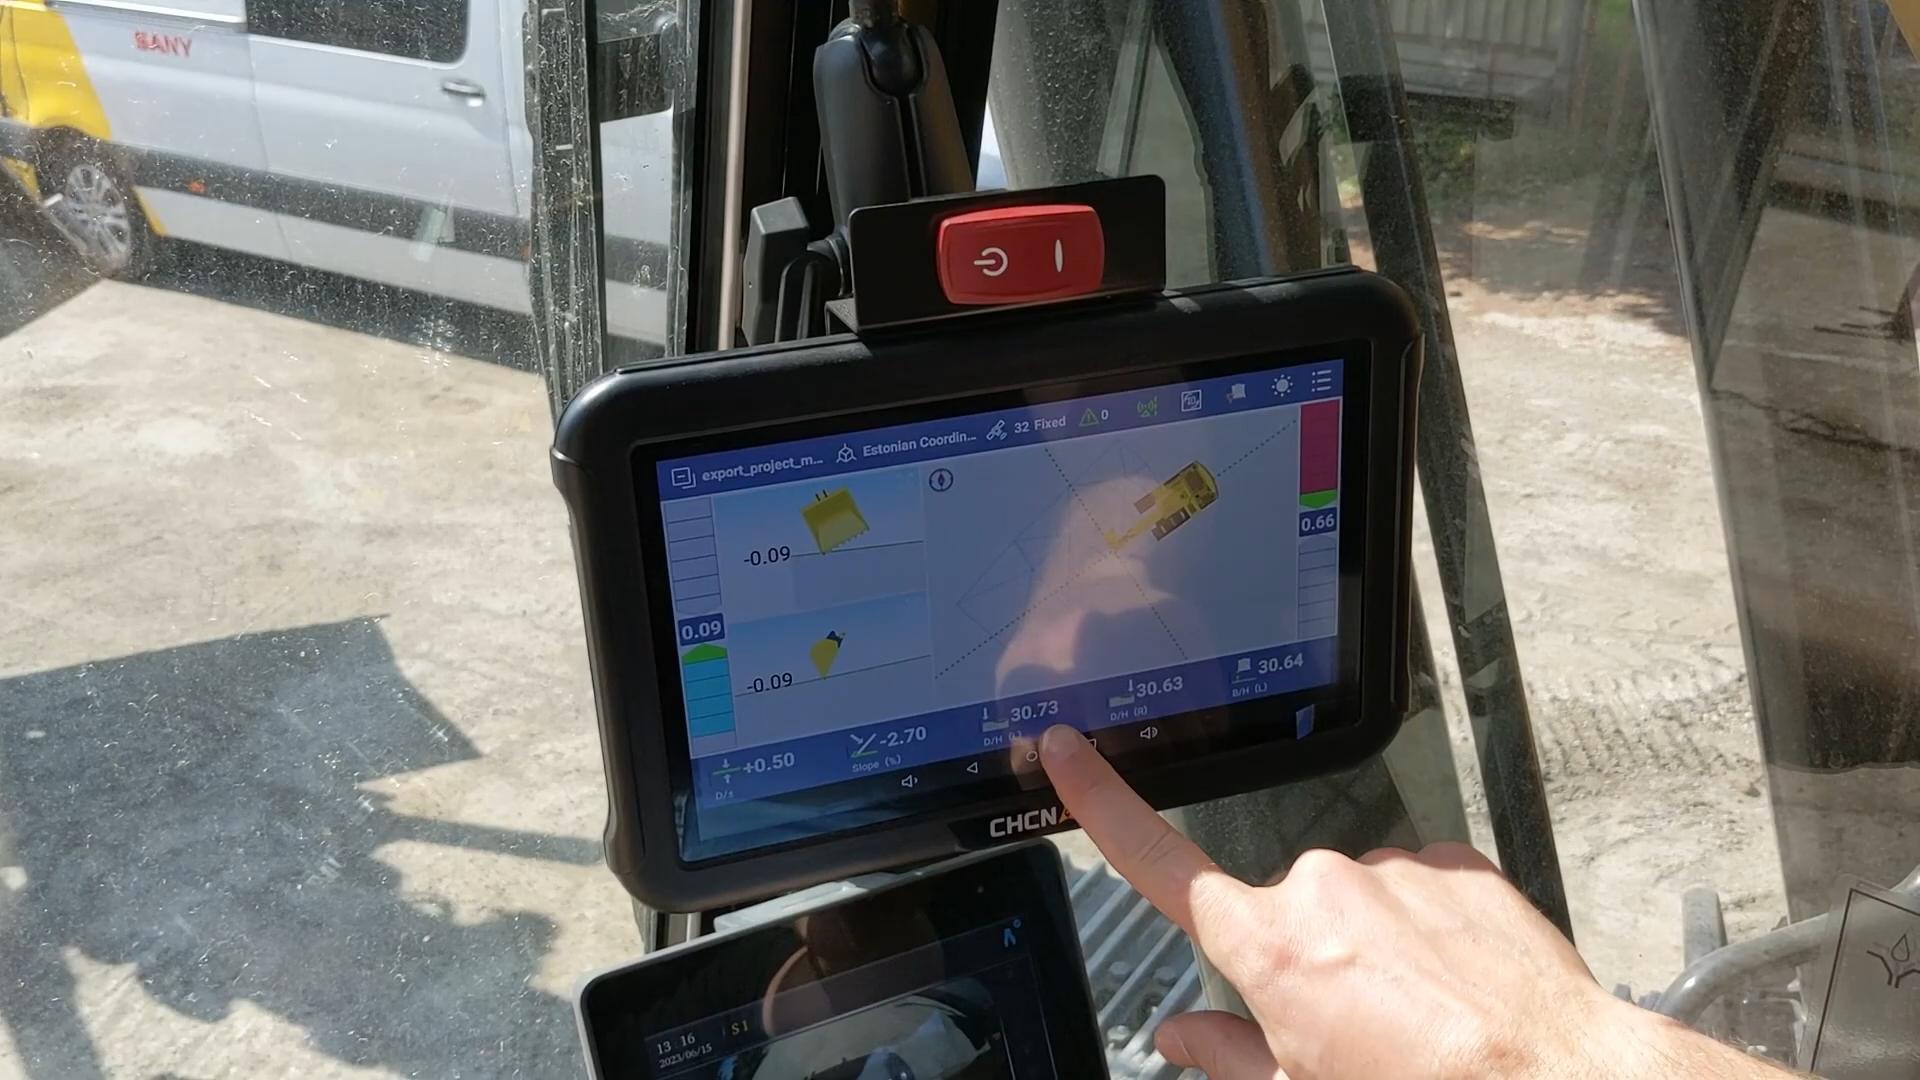 SANY
export_project_m...
Estonian Coordin...
32 Fixed
0
0.66
-0.09
0.09
-0.09
+0.50
D/±
-2.70
Slope (%)
30.73
D/H (L)
30.63
D/H (R)
30.64
B/H (L)
CHCN
13:16
2023/06/15
S1